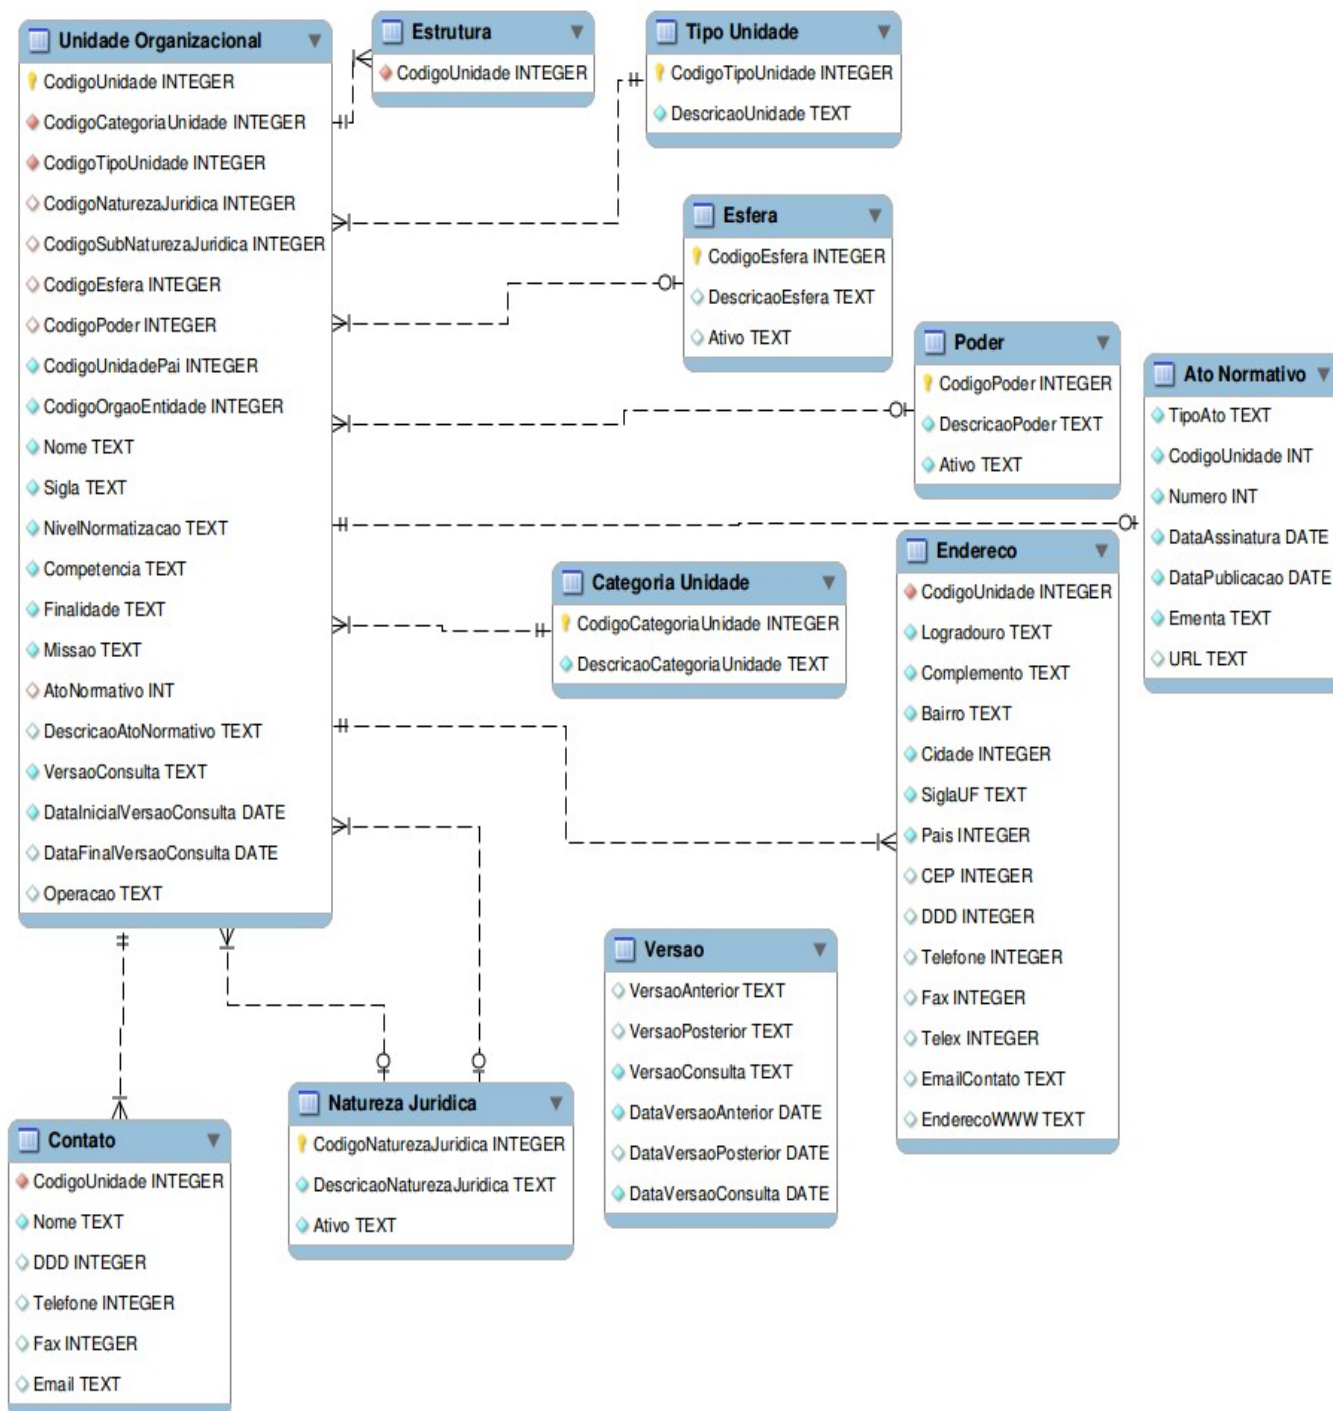 Unidade Organizacional
CodigoUnidade INTEGER
CodigoCategoriaUnidade INTEGER
CodigoTipoUnidade INTEGER
CodigoNaturezaJuridica INTEGER
CodigoSubNaturezaJuridica INTEGER
CodigoEsfera INTEGER
CodigoPoder INTEGER
CodigoUnidadePai INTEGER
CodigoOrgaoEntidade INTEGER
Nome TEXT
Sigla TEXT
NivelNormatizacao TEXT
Competencia TEXT
Finalidade TEXT
Missao TEXT
AtoNormativo INT
DescricaoAtoNormativo TEXT
VersaoConsulta TEXT
DataInicialVersaoConsulta DATE
DataFinalVersaoConsulta DATE
Operacao TEXT
Estrutura
CodigoUnidade INTEGER
Tipo Unidade
CodigoTipoUnidade INTEGER
DescricaoUnidade TEXT
Esfera
CodigoEsfera INTEGER
DescricaoEsfera TEXT
Ativo TEXT
Poder
CodigoPoder INTEGER
DescricaoPoder TEXT
Ativo TEXT
Ato Normativo
TipoAto TEXT
CodigoUnidade INT
Numero INT
DataAssinatura DATE
DataPublicacao DATE
Ementa TEXT
URL TEXT
Categoria Unidade
CodigoCategoriaUnidade INTEGER
DescricaoCategoriaUnidade TEXT
Endereco
CodigoUnidade INTEGER
Logradouro TEXT
Complemento TEXT
Bairro TEXT
Cidade INTEGER
SiglaUF TEXT
Pais INTEGER
CEP INTEGER
DDD INTEGER
Telefone INTEGER
Fax INTEGER
Telex INTEGER
EmailContato TEXT
EnderecoWWW TEXT
Versao
VersaoAnterior TEXT
VersaoPosterior TEXT
VersaoConsulta TEXT
DataVersaoAnterior DATE
DataVersaoPosterior DATE
DataVersaoConsulta DATE
Natureza Juridica
CodigoNaturezaJuridica INTEGER
DescricaoNaturezaJuridica TEXT
Ativo TEXT
Contato
CodigoUnidade INTEGER
Nome TEXT
DDD INTEGER
Telefone INTEGER
Fax INTEGER
Email TEXT